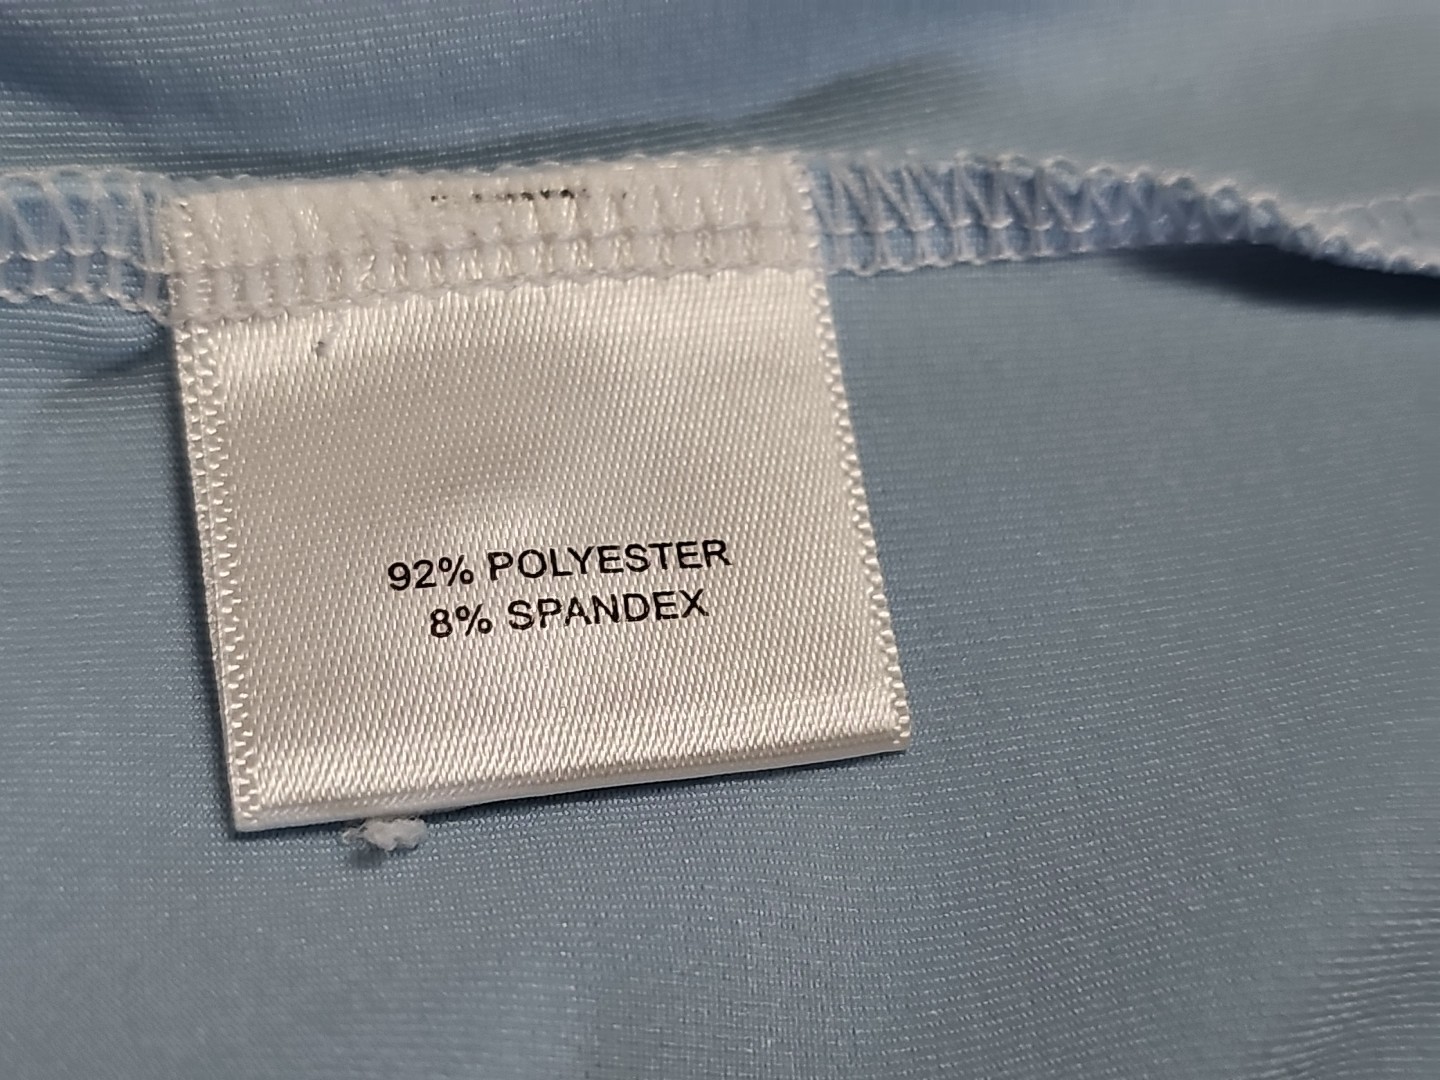 92% POLYESTER
8% SPANDEX